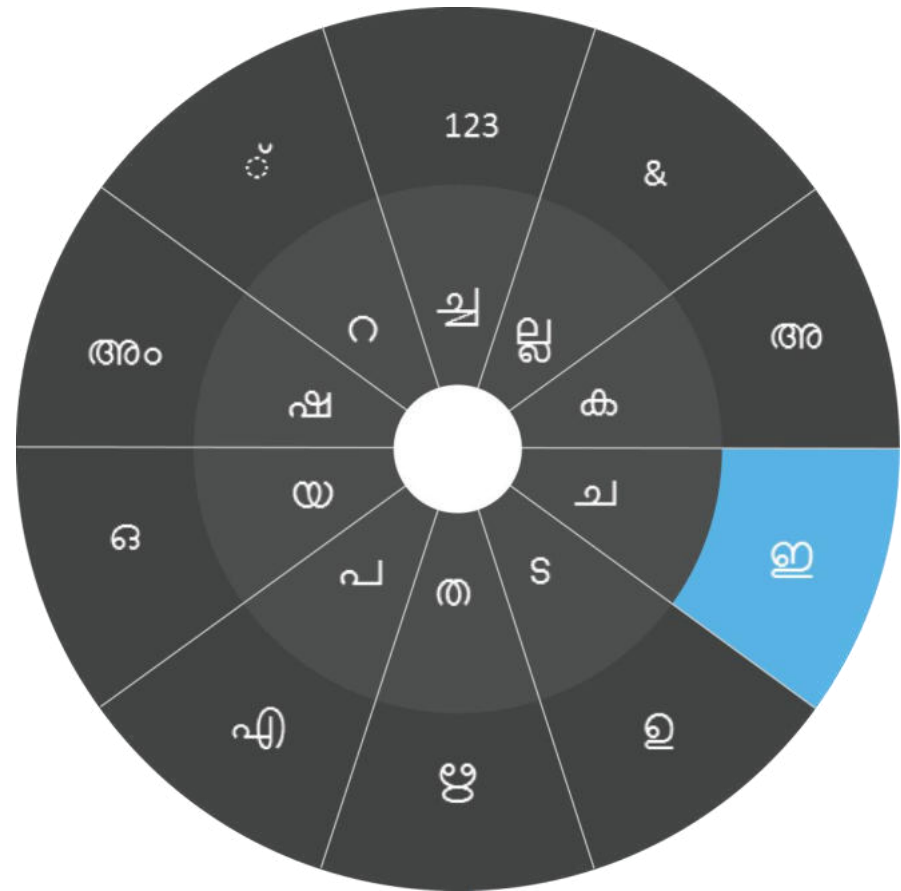 123
് &
ച്ച
റ ല്ല അ
അം
ഷ ക
യ ച
ഒ ഇ
പ ത ട
എ ഉ